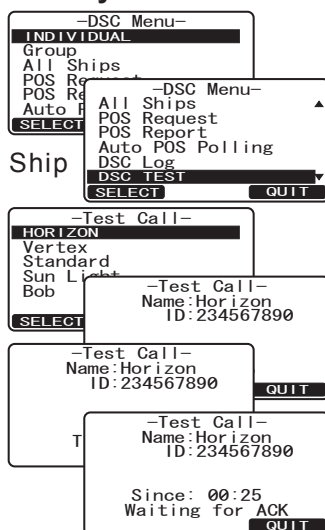 -DSC Menu-
INDIVIDUAL
Group
All Ships
POS
POS Re
Auto
SELECT
-DSC Menu-
All Ships
POS Request
POS Report
Auto POS Polling
DSC Log
DSC TEST
SELECT QUIT
Ship
-Test Call-
HORIZON
Vertex
Standard
Sun Light
Bob
SELECT
-Test Call-
Name:Horizon
ID:234567890
QUIT
-Test Call-
Name:Horizon
ID:234567890
T
-Test Call-
Name:Horizon
ID:234567890
Since: 00:25
Waiting for ACK
QUIT